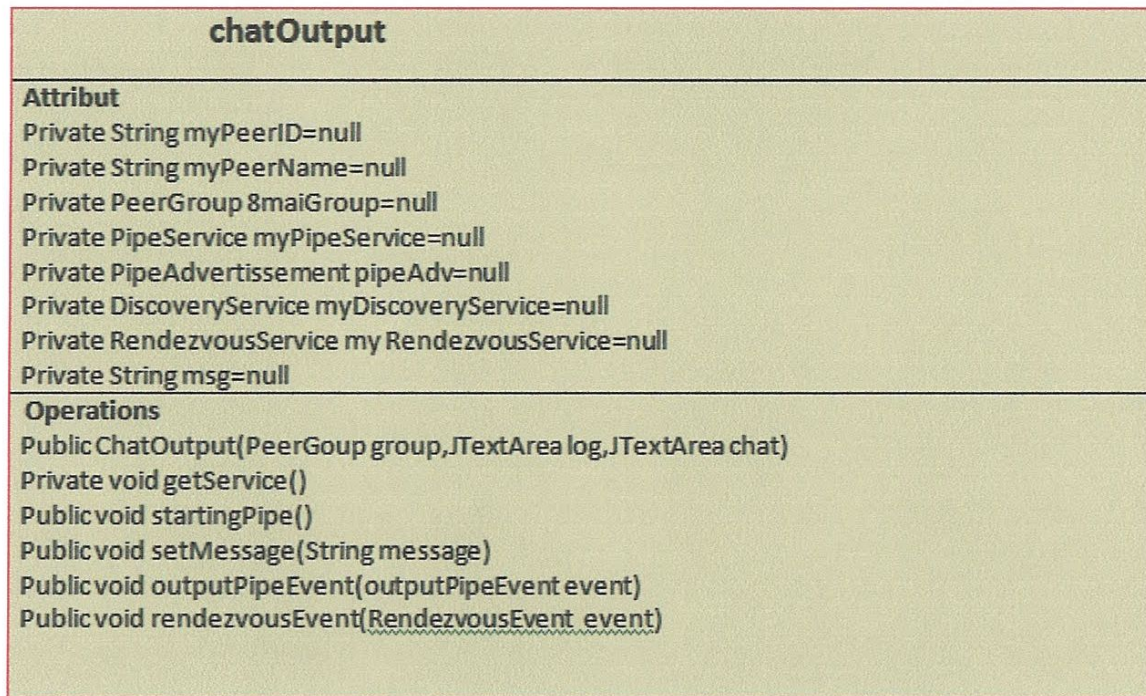 chatOutput
Attribut
Private String myPeerID=null
Private String myPeerName=null
Private PeerGroup 8maiGroup=null
Private PipeService myPipeService=null
Private PipeAdvertissement pipeAdv=null
Private DiscoveryService myDiscoveryService=null
Private RendezvousService my RendezvousService=null
Private String msg=null
Operations
Public ChatOutput(PeerGoup group,JTextArea log,JTextArea chat)
Private void getService()
Public void startingPipe()
Public void setMessage(String message)
Public void outputPipeEvent(outputPipeEvent event)
Public void rendezvousEvent(RendezvousEvent event)